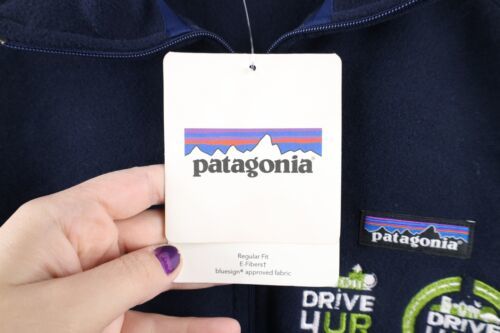 patagonia®
Regular Fit
E-Fibers†
bluesign® approved fabric
patagonia®
DRIVE
4UR
DRIVE